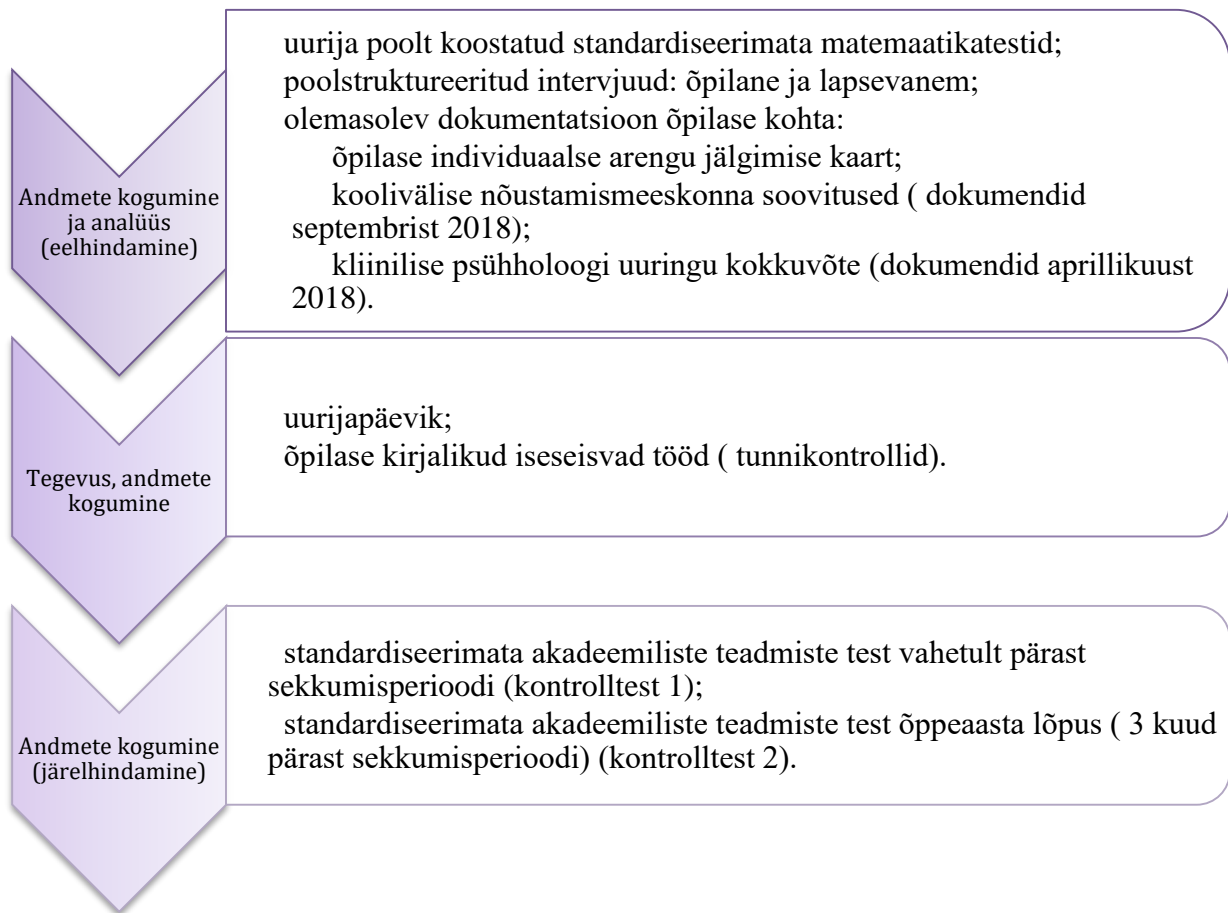 uurija poolt koostatud standardiseerimata matemaatikatestid;
poolstruktureeritud intervjuud: õpilane ja lapsevanem;
olemasolev dokumentatsioon õpilase kohta:
õpilase individuaalse arengu jälgimise kaart;
koolivälise nõustamismeeskonna soovitused ( dokumendid
septembrist 2018);
kliinilise psühholoogi uuringu kokkuvõte (dokumendid aprillikuust
2018).
Andmete kogumine
ja analüüs
(eelhindamine)
uurijapäevik;
õpilase kirjalikud iseseisvad tööd ( tunnikontrollid).
Tegevus, andmete
kogumine
standardiseerimata akadeemiliste teadmiste test vahetult pärast
sekkumisperioodi (kontrolltest 1);
standardiseerimata akadeemiliste teadmiste test õppeaasta lõpus ( 3 kuud
pärast sekkumisperioodi) (kontrolltest 2).
Andmete kogumine
(järelhindamine)